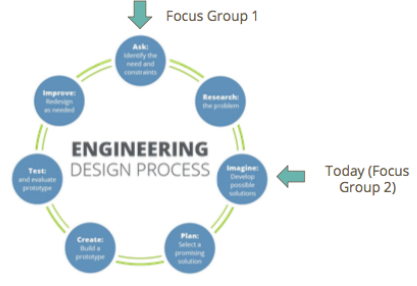 Focus Group 1
Ask:
Identify the
need and
constraints
Research:
the problem
Imagine:
Develop
possible
solutions
Today (Focus
Group 2)
Plan:
Select a
promising
solution
Create:
Build a
prototype
Test:
and evaluate
prototype
Improve:
Redesign
as needed
ENGINEERING
DESIGN PROCESS